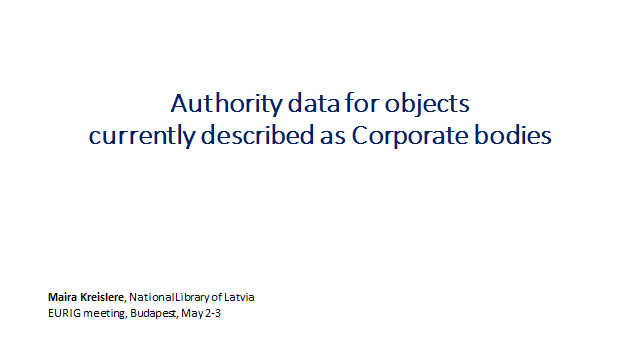 Authority data for objects
currently described as Corporate bodies
Maira Kreislere, National Library of Latvia
EURIG meeting, Budapest, May 2-3